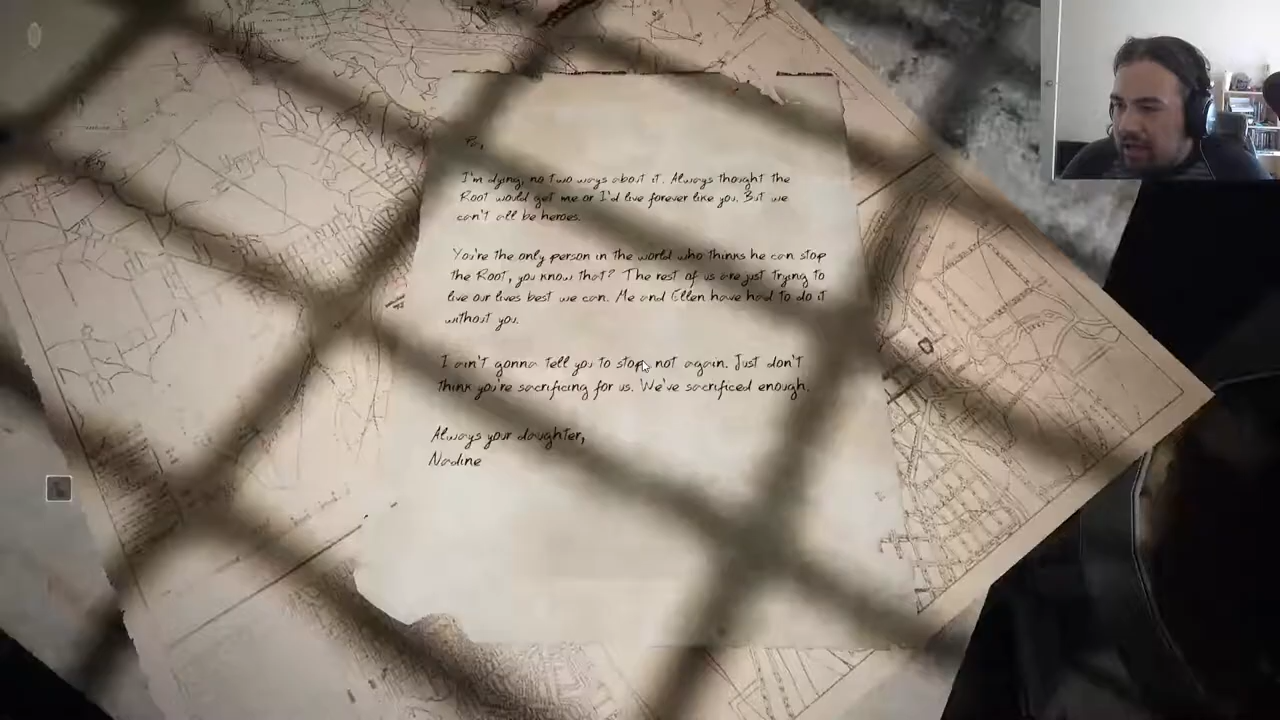 Pa,
I'm dying, no two ways about it. Always thought the
Root would get me or I'd live forever like you. But we
can't all be heroes.
You're the only person in the world who thinks he can stop
the Root, you know that? The rest of us are just trying to
live our lives best we can. Me and Ellen have had to do it
without you.
I ain't gonna tell you to stop, not again. Just don't
think you're sacrificing for us. We've sacrificed enough.
Always your daughter,
Nadine